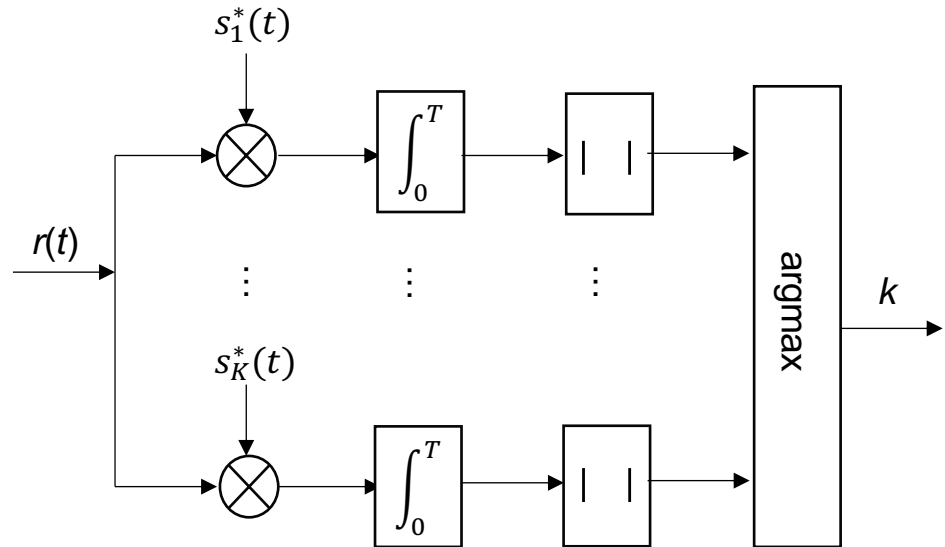 s₁*(t)
∫₀ᵀ
| |
r(t)
⋮ ⋮ ⋮
argmax
k
s_K*(t)
∫₀ᵀ
| |